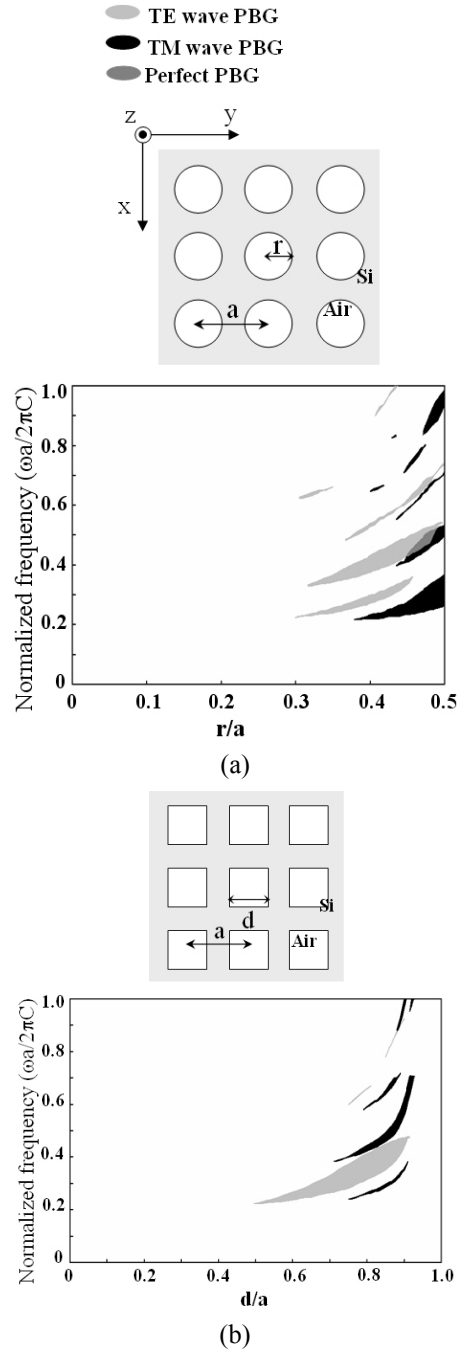 TE wave PBG
TM wave PBG
Perfect PBG
z
y
x
r
Si
a
Air
Normalized frequency (ωa/2πC)
1.0
0.8
0.6
0.4
0.2
0
0 0.1 0.2 0.3 0.4 0.5
r/a
(a)
Si
d
a
Air
Normalized frequency (ωa/2πC)
1.0
0.8
0.6
0.4
0.2
0
0 0.2 0.4 0.6 0.8 1.0
d/a
(b)